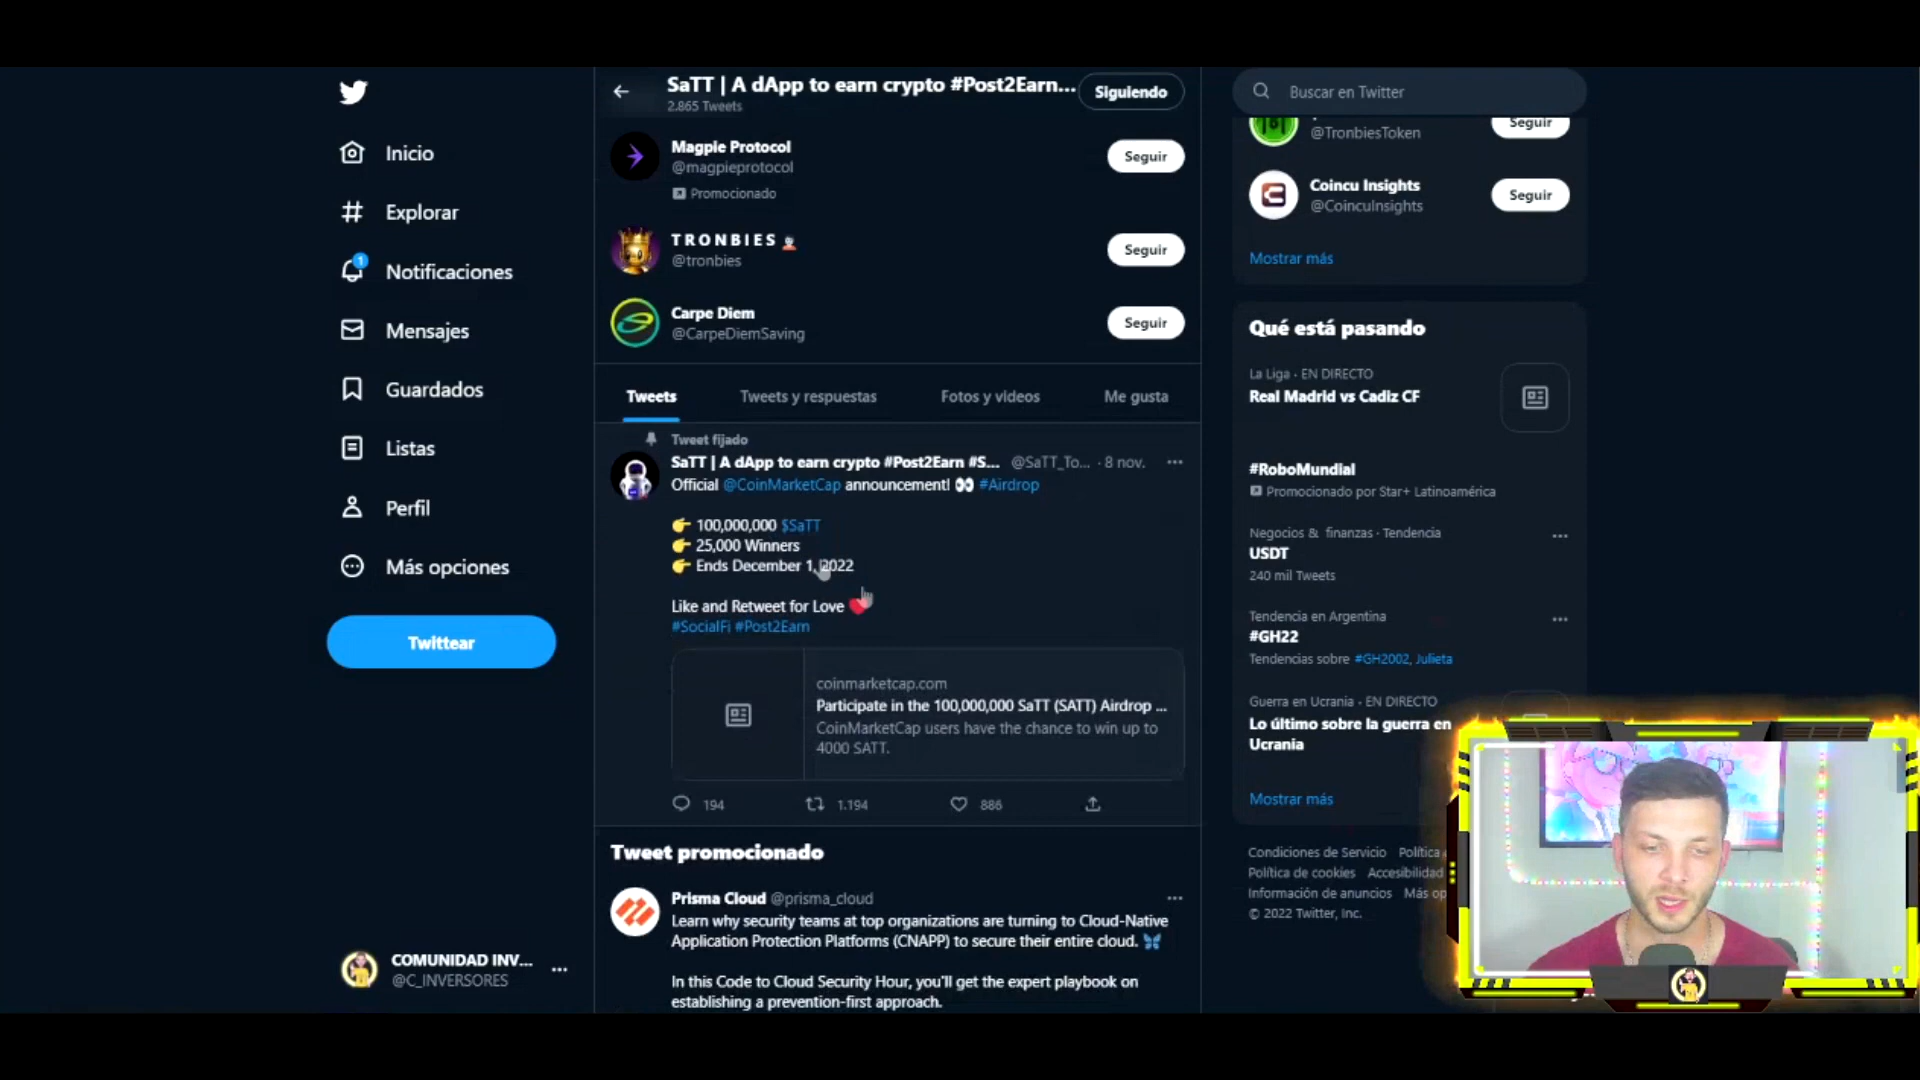 Inicio
Explorar
1
Notificaciones
Mensajes
Guardados
Listas
Perfil
Más opciones
Twittear
COMUNIDAD INV...
@C_INVERSORES
SaTT | A dApp to earn crypto #Post2Earn...
2.865 Tweets
Siguiendo
Magpie Protocol
@magpieprotocol
Promocionado
Seguir
TRONBIES
@tronbies
Seguir
Carpe Diem
@CarpeDiemSaving
Seguir
Tweets
Tweets y respuestas
Fotos y videos
Me gusta
Tweet fijado
SaTT | A dApp to earn crypto #Post2Earn #S... @SaTT_To... · 8 nov.
Official @CoinMarketCap announcement! 👀 #Airdrop
👉 100,000,000 $SaTT
👉 25,000 Winners
👉 Ends December 1, 2022
Like and Retweet for Love ❤️
#SocialFi #Post2Earn
coinmarketcap.com
Participate in the 100,000,000 SaTT (SATT) Airdrop ...
CoinMarketCap users have the chance to win up to
4000 SATT.
194
1.194
886
Tweet promocionado
Prisma Cloud @prisma_cloud
Learn why security teams at top organizations are turning to Cloud-Native
Application Protection Platforms (CNAPP) to secure their entire cloud.
In this Code to Cloud Security Hour, you'll get the expert playbook on
establishing a prevention-first approach.
Buscar en Twitter
@TronbiesToken
Seguir
Coincu Insights
@CoincuInsights
Seguir
Mostrar más
Qué está pasando
La Liga · EN DIRECTO
Real Madrid vs Cadiz CF
#RoboMundial
Promocionado por Star+ Latinoamérica
Negocios & finanzas · Tendencia
USDT
240 mil Tweets
Tendencia en Argentina
#GH22
Tendencias sobre #GH2002, Julieta
Guerra en Ucrania · EN DIRECTO
Lo último sobre la guerra en
Ucrania
Mostrar más
Condiciones de Servicio Política
Política de cookies Accesibilidad
Información de anuncios Más op
© 2022 Twitter, Inc.